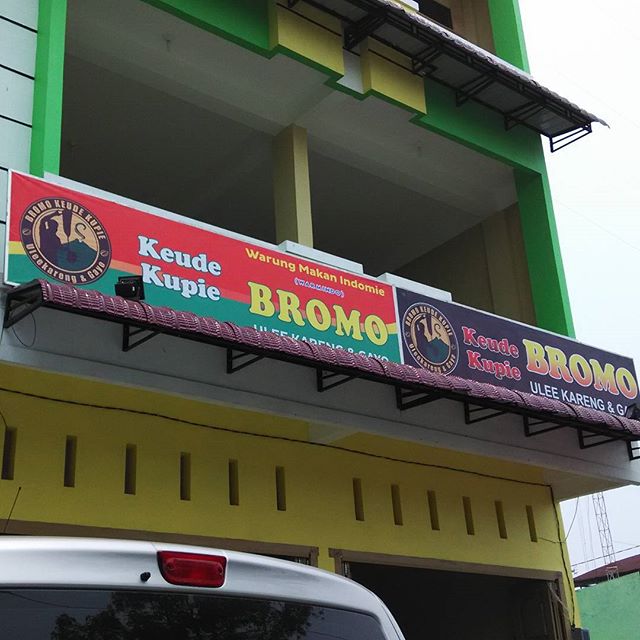 BROMO KEUDE KUPIE
Uleekareng & Gayo
Keude
Kupie
Warung Makan Indomie
(WARMINDO)
BROMO
ULEE KARENG & GAYO
BROMO KEUDE KUPIE
Uleekareng & Gayo
Keude
Kupie
BROMO
ULEE KARENG & G